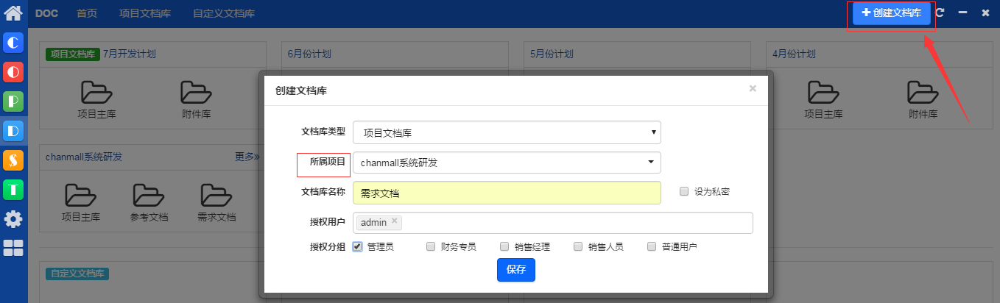 DOC 首页 项目文档库 自定义文档库 创建文档库
项目文档库 7月开发计划 6月份计划 5月份计划 4月份计划
项目主库 附件库 项目主库 附件库
chanmall系统研发 更多»
项目主库 参考文档 需求文档
自定义文档库
创建文档库 ×
文档库类型 项目文档库
所属项目 chanmall系统研发
文档库名称 需求文档 设为私密
授权用户 admin ×
授权分组 管理员 财务专员 销售经理 销售人员 普通用户
保存